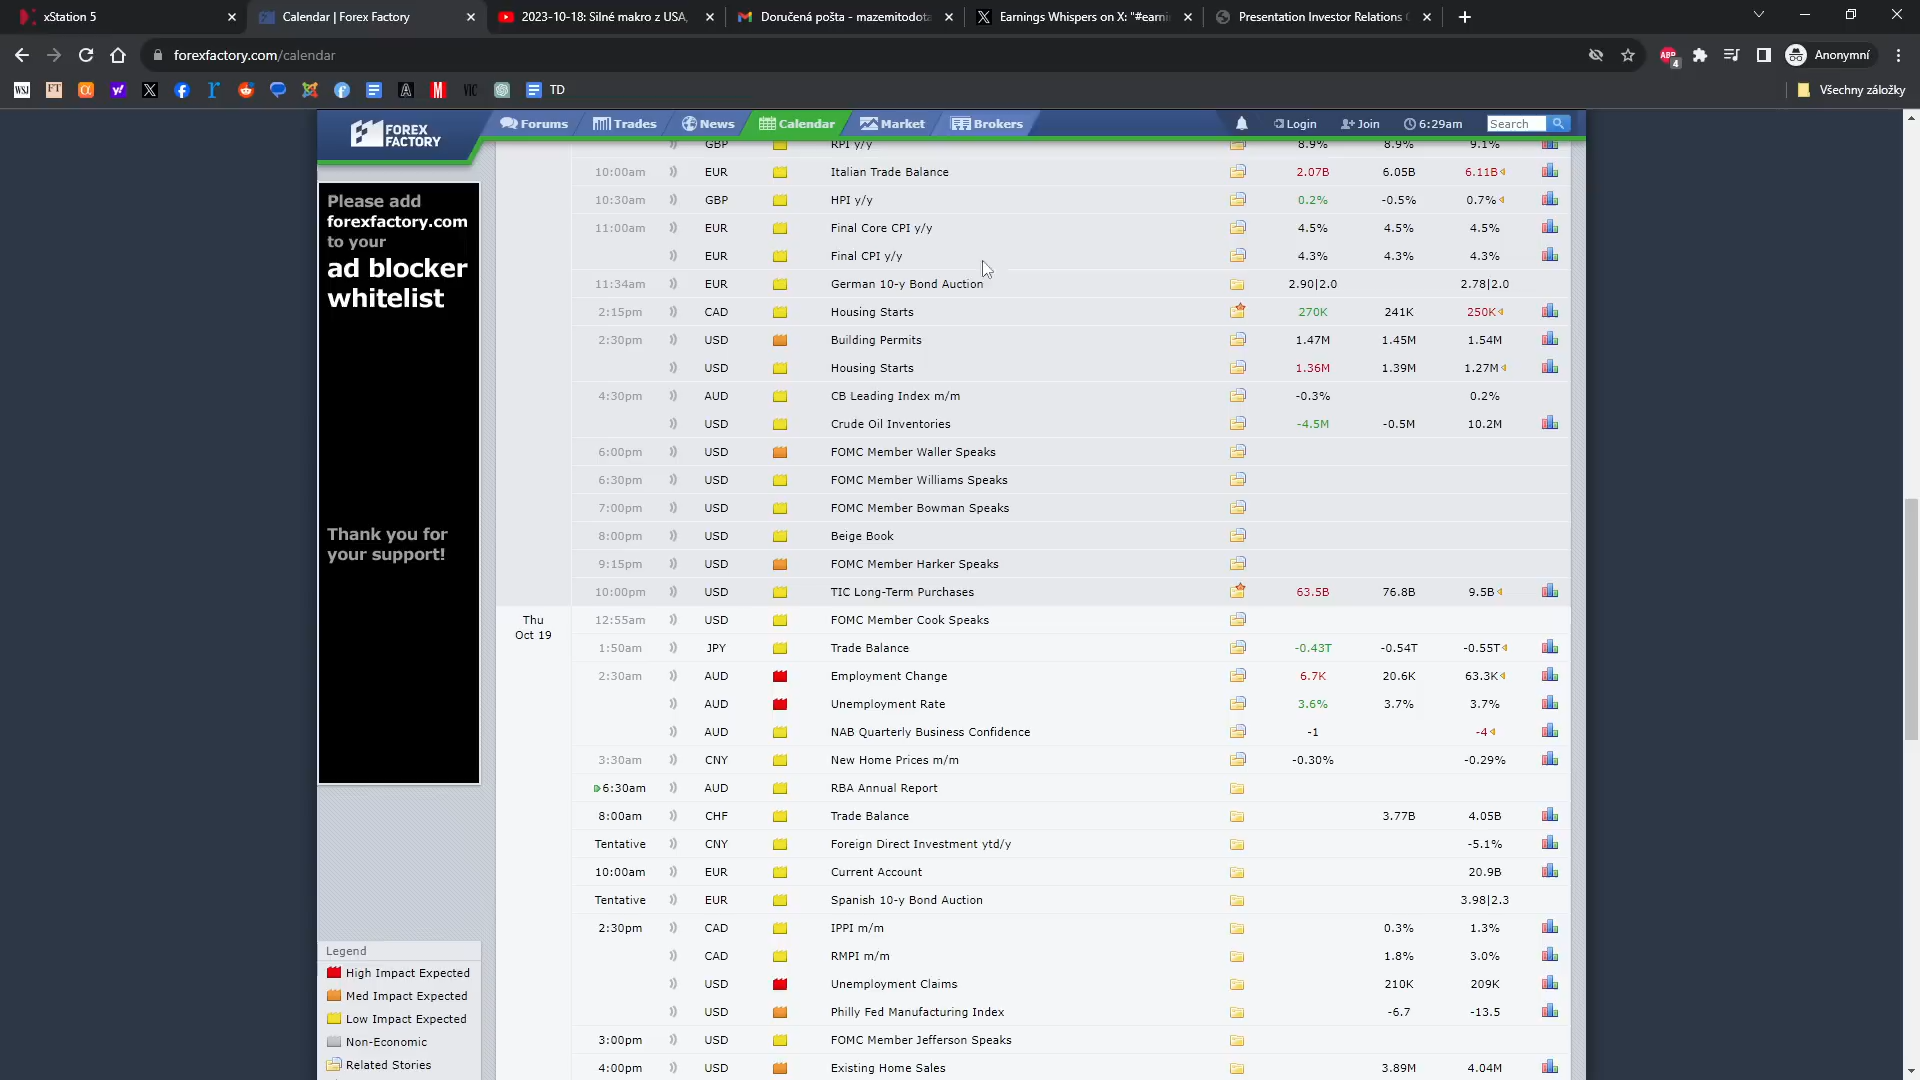 xStation 5
Calendar | Forex Factory
2023-10-18: Silné makro z USA,
Doručená pošta - mazemitodota
Earnings Whispers on X: "#earni
Presentation Investor Relations
forexfactory.com/calendar
4
Anonymní
WSJ FT α y! r f A M VIC TD
Všechny záložky
FOREX FACTORY
Forums Trades News Calendar Market Brokers
Login Join 6:29am Search
Please add
forexfactory.com
to your
ad blocker
whitelist
Thank you for
your support!
GBP RPI y/y 8.9% 8.9% 9.1%
10:00am EUR Italian Trade Balance 2.07B 6.05B 6.11B
10:30am GBP HPI y/y 0.2% -0.5% 0.7%
11:00am EUR Final Core CPI y/y 4.5% 4.5% 4.5%
EUR Final CPI y/y 4.3% 4.3% 4.3%
11:34am EUR German 10-y Bond Auction 2.90|2.0 2.78|2.0
2:15pm CAD Housing Starts 270K 241K 250K
2:30pm USD Building Permits 1.47M 1.45M 1.54M
USD Housing Starts 1.36M 1.39M 1.27M
4:30pm AUD CB Leading Index m/m -0.3% 0.2%
USD Crude Oil Inventories -4.5M -0.5M 10.2M
6:00pm USD FOMC Member Waller Speaks
6:30pm USD FOMC Member Williams Speaks
7:00pm USD FOMC Member Bowman Speaks
8:00pm USD Beige Book
9:15pm USD FOMC Member Harker Speaks
10:00pm USD TIC Long-Term Purchases 63.5B 76.8B 9.5B
Thu
Oct 19
12:55am USD FOMC Member Cook Speaks
1:50am JPY Trade Balance -0.43T -0.54T -0.55T
2:30am AUD Employment Change 6.7K 20.6K 63.3K
AUD Unemployment Rate 3.6% 3.7% 3.7%
AUD NAB Quarterly Business Confidence -1 -4
3:30am CNY New Home Prices m/m -0.30% -0.29%
6:30am AUD RBA Annual Report
8:00am CHF Trade Balance 3.77B 4.05B
Tentative CNY Foreign Direct Investment ytd/y -5.1%
10:00am EUR Current Account 20.9B
Tentative EUR Spanish 10-y Bond Auction 3.98|2.3
2:30pm CAD IPPI m/m 0.3% 1.3%
CAD RMPI m/m 1.8% 3.0%
USD Unemployment Claims 210K 209K
USD Philly Fed Manufacturing Index -6.7 -13.5
3:00pm USD FOMC Member Jefferson Speaks
4:00pm USD Existing Home Sales 3.89M 4.04M
Legend
High Impact Expected
Med Impact Expected
Low Impact Expected
Non-Economic
Related Stories